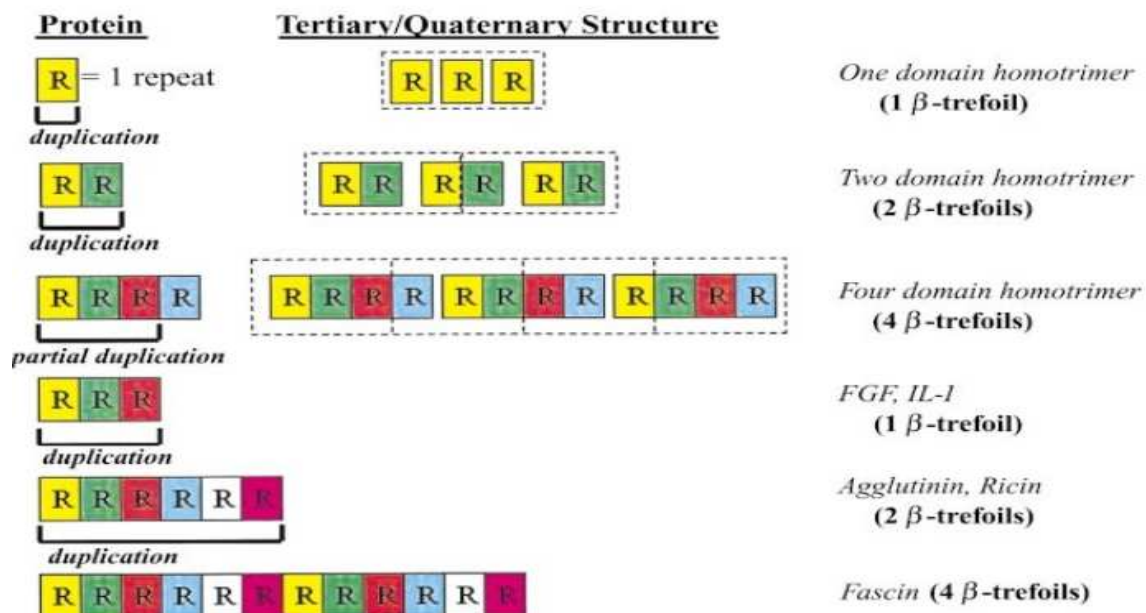 Protein Tertiary/Quaternary Structure
R = 1 repeat R R R One domain homotrimer
(1 β-trefoil)
duplication
R R R R R R R R Two domain homotrimer
(2 β-trefoils)
duplication
R R R R R R R R R R R R R R R R Four domain homotrimer
(4 β-trefoils)
partial duplication
R R R FGF, IL-1
(1 β-trefoil)
duplication
R R R R R R Agglutinin, Ricin
(2 β-trefoils)
duplication
R R R R R R R R R R R R Fascin (4 β-trefoils)